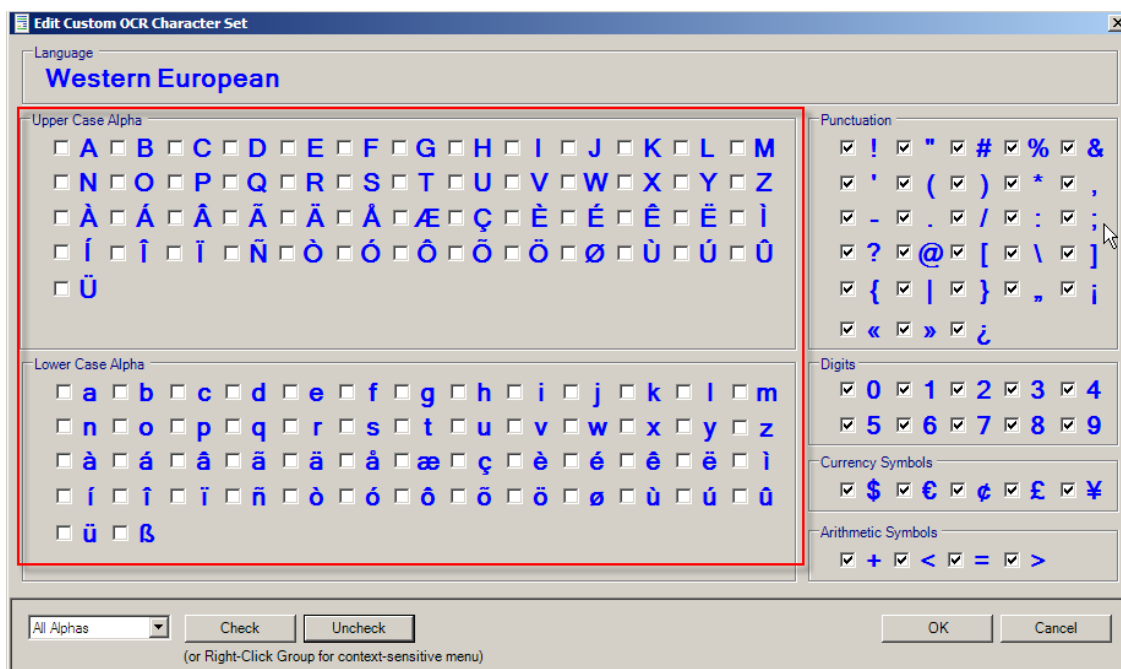 Edit Custom OCR Character Set
Language
Western European
Upper Case Alpha
A B C D E F G H I J K L M
N O P Q R S T U V W X Y Z
À Á Â Ã Ä Å Æ Ç È É Ê Ë Ì
Í Î Ï Ñ Ò Ó Ô Õ Ö Ø Ù Ú Û
Ü
Lower Case Alpha
a b c d e f g h i j k l m
n o p q r s t u v w x y z
à á â ã ä å æ ç è é ê ë ì
í î ï ñ ò ó ô õ ö ø ù ú û
ü ß
Punctuation
! " # % &
' ( ) * ,
- . / : ;
? @ [ \ ]
{ | } „ ¡
« » ¿
Digits
0 1 2 3 4
5 6 7 8 9
Currency Symbols
$ € ¢ £ ¥
Arithmetic Symbols
+ < = >
All Alphas Check Uncheck OK Cancel
(or Right-Click Group for context-sensitive menu)